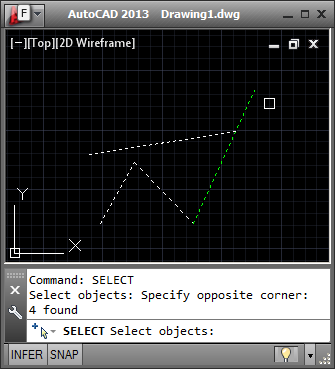 F
AutoCAD 2013 Drawing1.dwg
[−][Top][2D Wireframe]
Y
X
Command: SELECT
Select objects: Specify opposite corner:
4 found
SELECT Select objects:
INFER SNAP